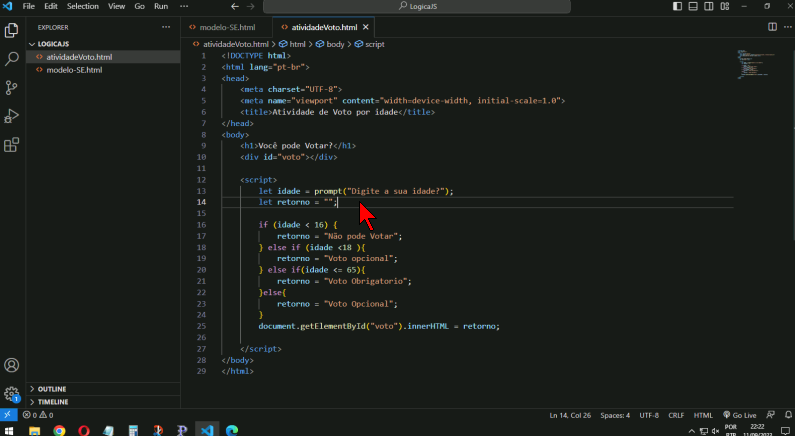 File Edit Selection View Go Run ··· LogicaJS
EXPLORER ···
modelo-SE.html
atividadeVoto.html
LOGICAJS
atividadeVoto.html
modelo-SE.html
atividadeVoto.html > html > body > script
1 <!DOCTYPE html>
2 <html lang="pt-br">
3 <head>
4 <meta charset="UTF-8">
5 <meta name="viewport" content="width=device-width, initial-scale=1.0">
6 <title>Atividade de Voto por idade</title>
7 </head>
8 <body>
9 <h1>Você pode Votar?</h1>
10 <div id="voto"></div>
11
12 <script>
13 let idade = prompt("Digite a sua idade?");
14 let retorno = "";
15
16 if (idade < 16) {
17 retorno = "Não pode Votar";
18 } else if (idade <18 ){
19 retorno = "Voto opcional";
20 } else if(idade <= 65){
21 retorno = "Voto Obrigatorio";
22 }else{
23 retorno = "Voto Opcional";
24 }
25 document.getElementById("voto").innerHTML = retorno;
26
27 </script>
28 </body>
29 </html>
OUTLINE
TIMELINE
1
0 0 Ln 14, Col 26 Spaces: 4 UTF-8 CRLF HTML Go Live
POR 22:22
PTB 11/09/2023